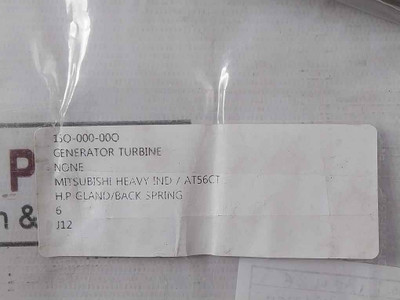 150-000-000
GENERATOR TURBINE
NONE
MITSUBISHI HEAVY IND / AT56CT
H.P GLAND/BACK SPRING
6
J12
P
n &